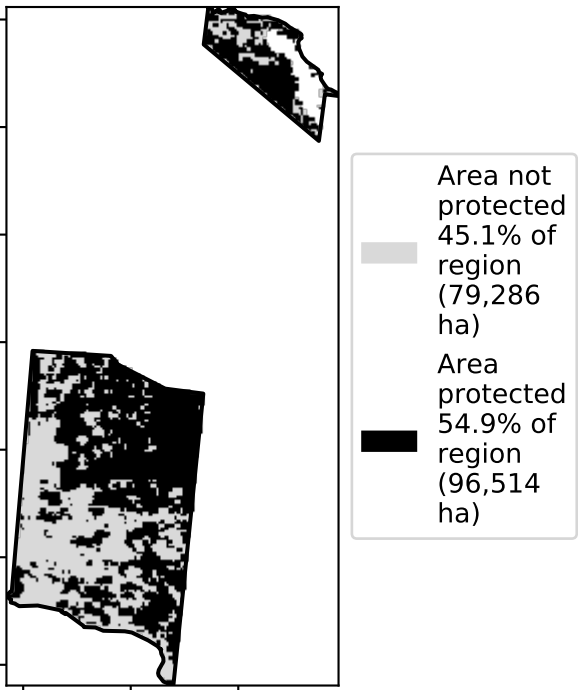 Area not
protected
45.1% of
region
(79,286
ha)
Area
protected
54.9% of
region
(96,514
ha)